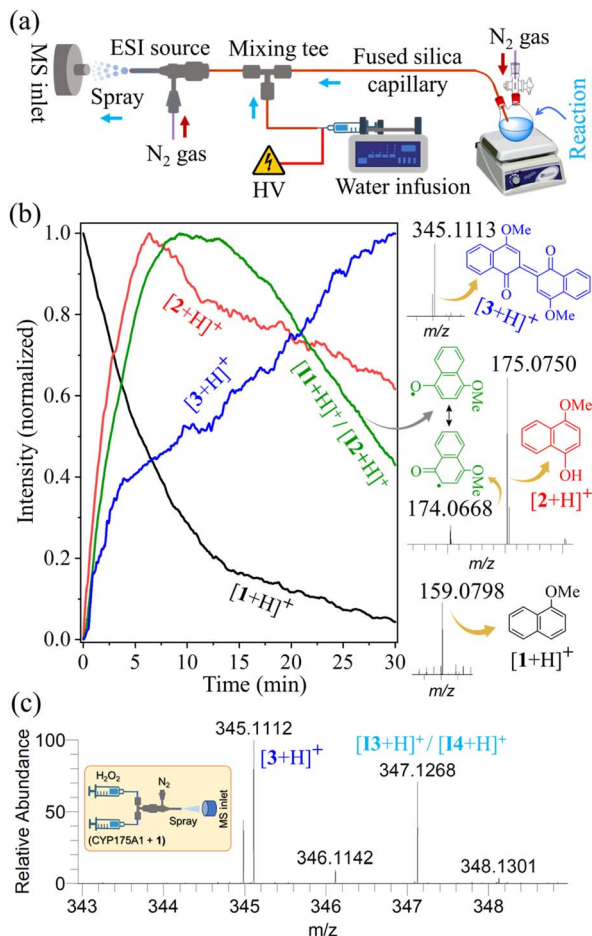 (a)
MS inlet
ESI source
Mixing tee
Fused silica
capillary
N₂ gas
Spray
N₂ gas
HV
Water infusion
Reaction
(b)
Intensity (normalized)
1.0
0.8
0.6
0.4
0.2
0.0
0
5
10
15
20
25
30
Time (min)
[2+H]⁺
[3+H]⁺
[I1+H]⁺/[I2+H]⁺
[1+H]⁺
345.1113
m/z
OMe
O
O
OMe
[3+H]⁺
175.0750
O
OMe
O
OMe
174.0668
m/z
OMe
OH
[2+H]⁺
159.0798
m/z
OMe
[1+H]⁺
(c)
Relative Abundance
100
50
0
345.1112
[3+H]⁺
[I3+H]⁺/[I4+H]⁺
347.1268
346.1142
348.1301
H₂O₂
N₂
Spray
MS inlet
(CYP175A1 + 1)
343
344
345
346
347
348
m/z